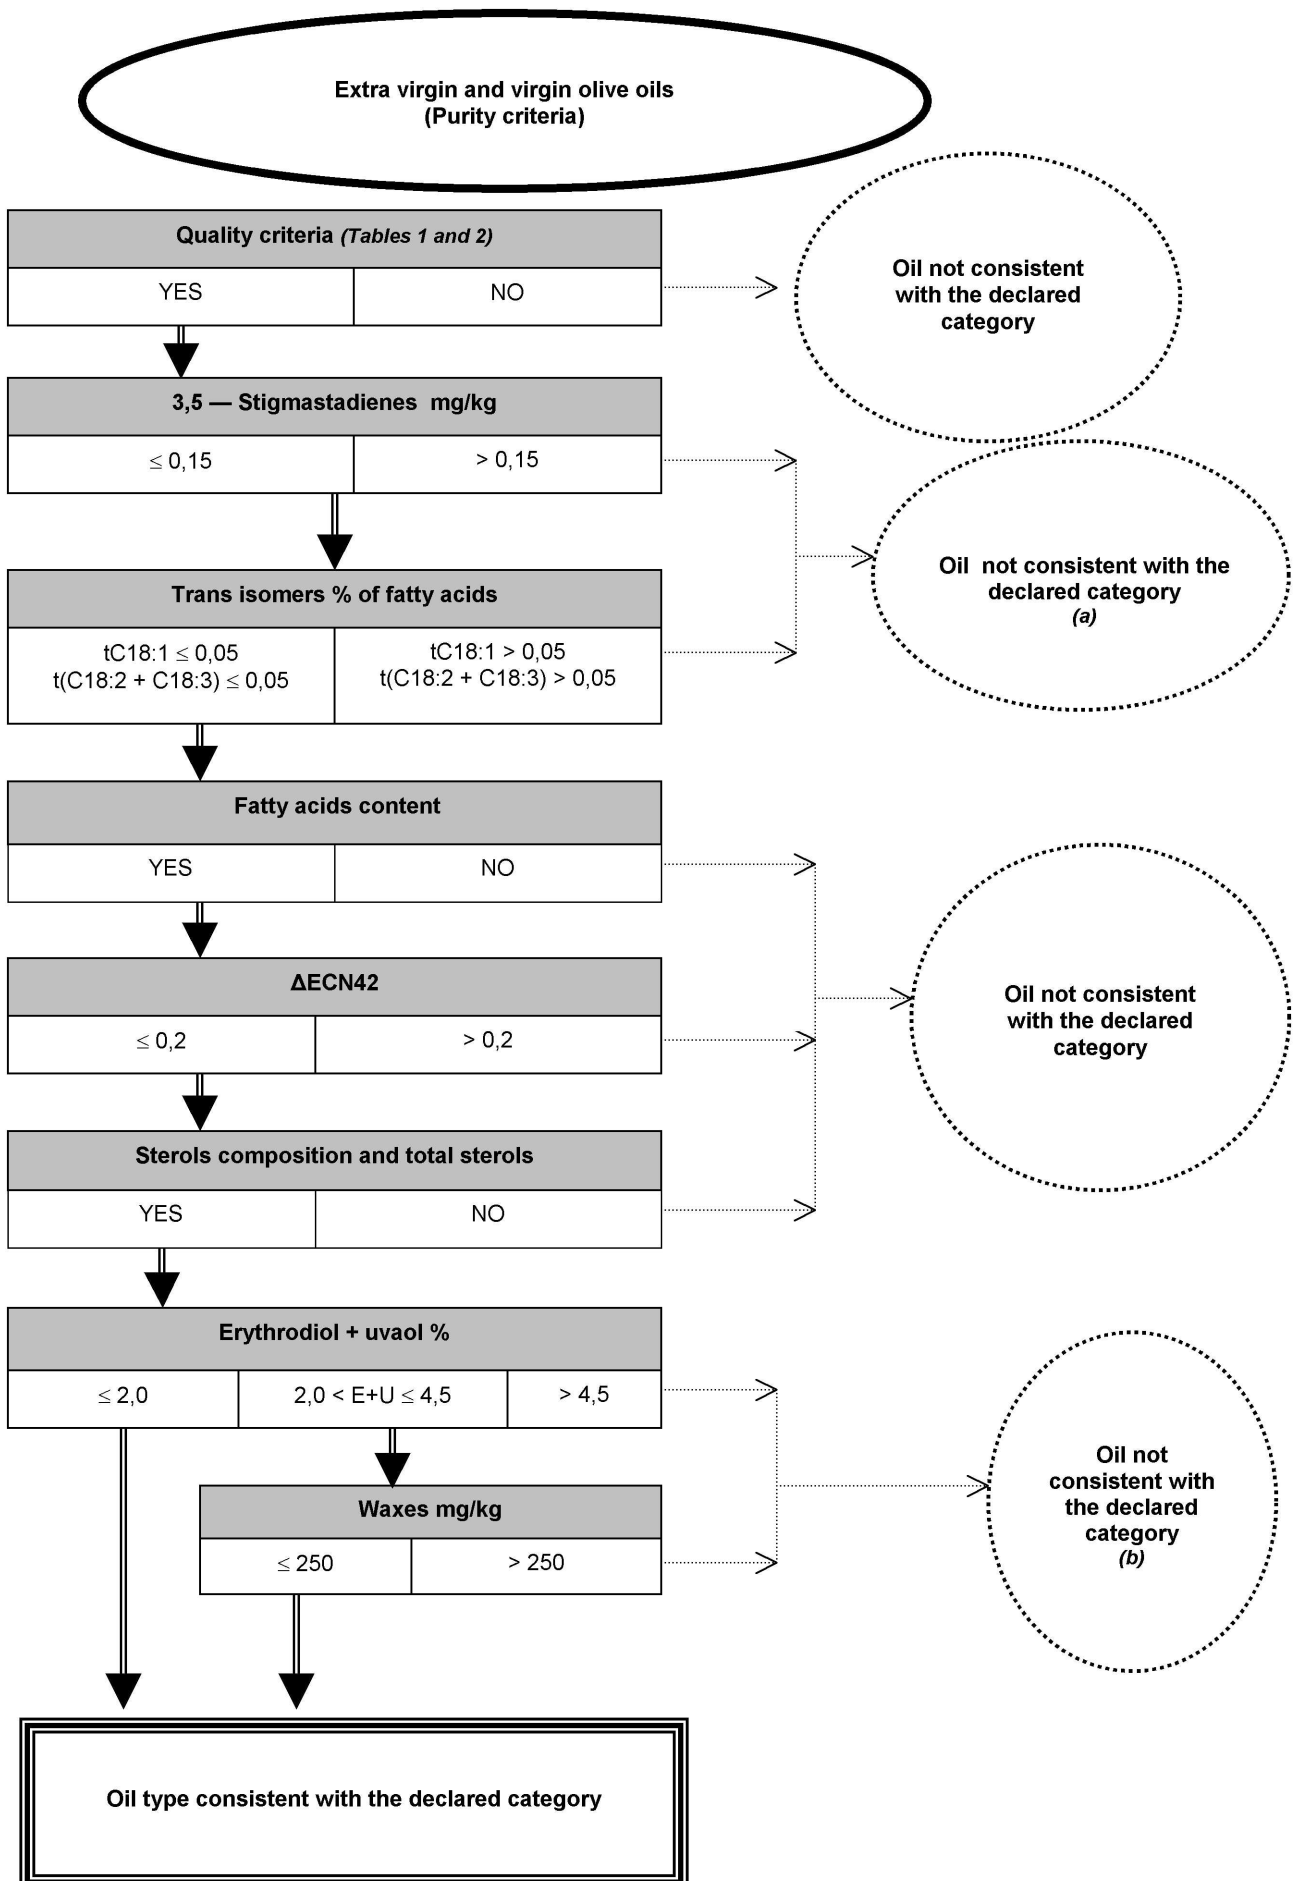 Extra virgin and virgin olive oils
(Purity criteria)
Quality criteria (Tables 1 and 2)
YES
NO
Oil not consistent
with the declared
category
3,5 — Stigmastadienes mg/kg
≤ 0,15
> 0,15
Oil not consistent with the
declared category
(a)
Trans isomers % of fatty acids
tC18:1 ≤ 0,05
t(C18:2 + C18:3) ≤ 0,05
tC18:1 > 0,05
t(C18:2 + C18:3) > 0,05
Fatty acids content
YES
NO
ΔECN42
≤ 0,2
> 0,2
Oil not consistent
with the declared
category
Sterols composition and total sterols
YES
NO
Erythrodiol + uvaol %
≤ 2,0
2,0 < E+U ≤ 4,5
> 4,5
Waxes mg/kg
≤ 250
> 250
Oil not
consistent with
the declared
category
(b)
Oil type consistent with the declared category